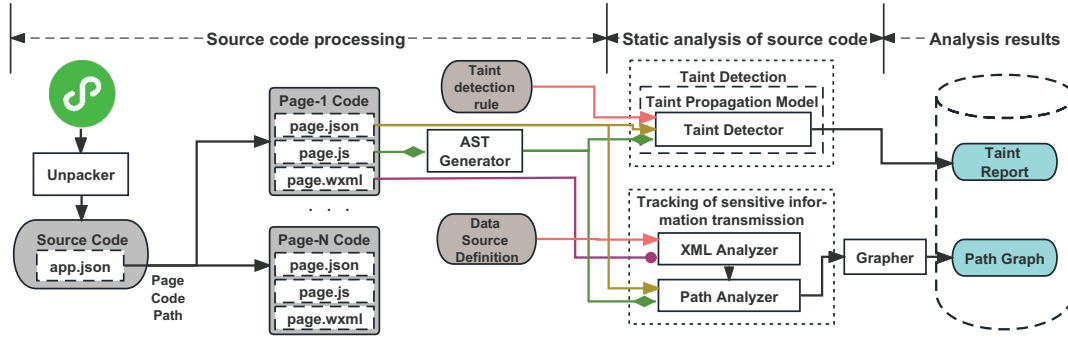 Source code processing
Static analysis of source code
Analysis results
Unpacker
Source Code
app.json
Page
Code
Path
Page-1 Code
page.json
page.js
page.wxml
. . .
Page-N Code
page.json
page.js
page.wxml
Taint
detection
rule
AST
Generator
Data
Source
Definition
Taint Detection
Taint Propagation Model
Taint Detector
Tracking of sensitive infor-
mation transmission
XML Analyzer
Path Analyzer
Grapher
Taint
Report
Path Graph